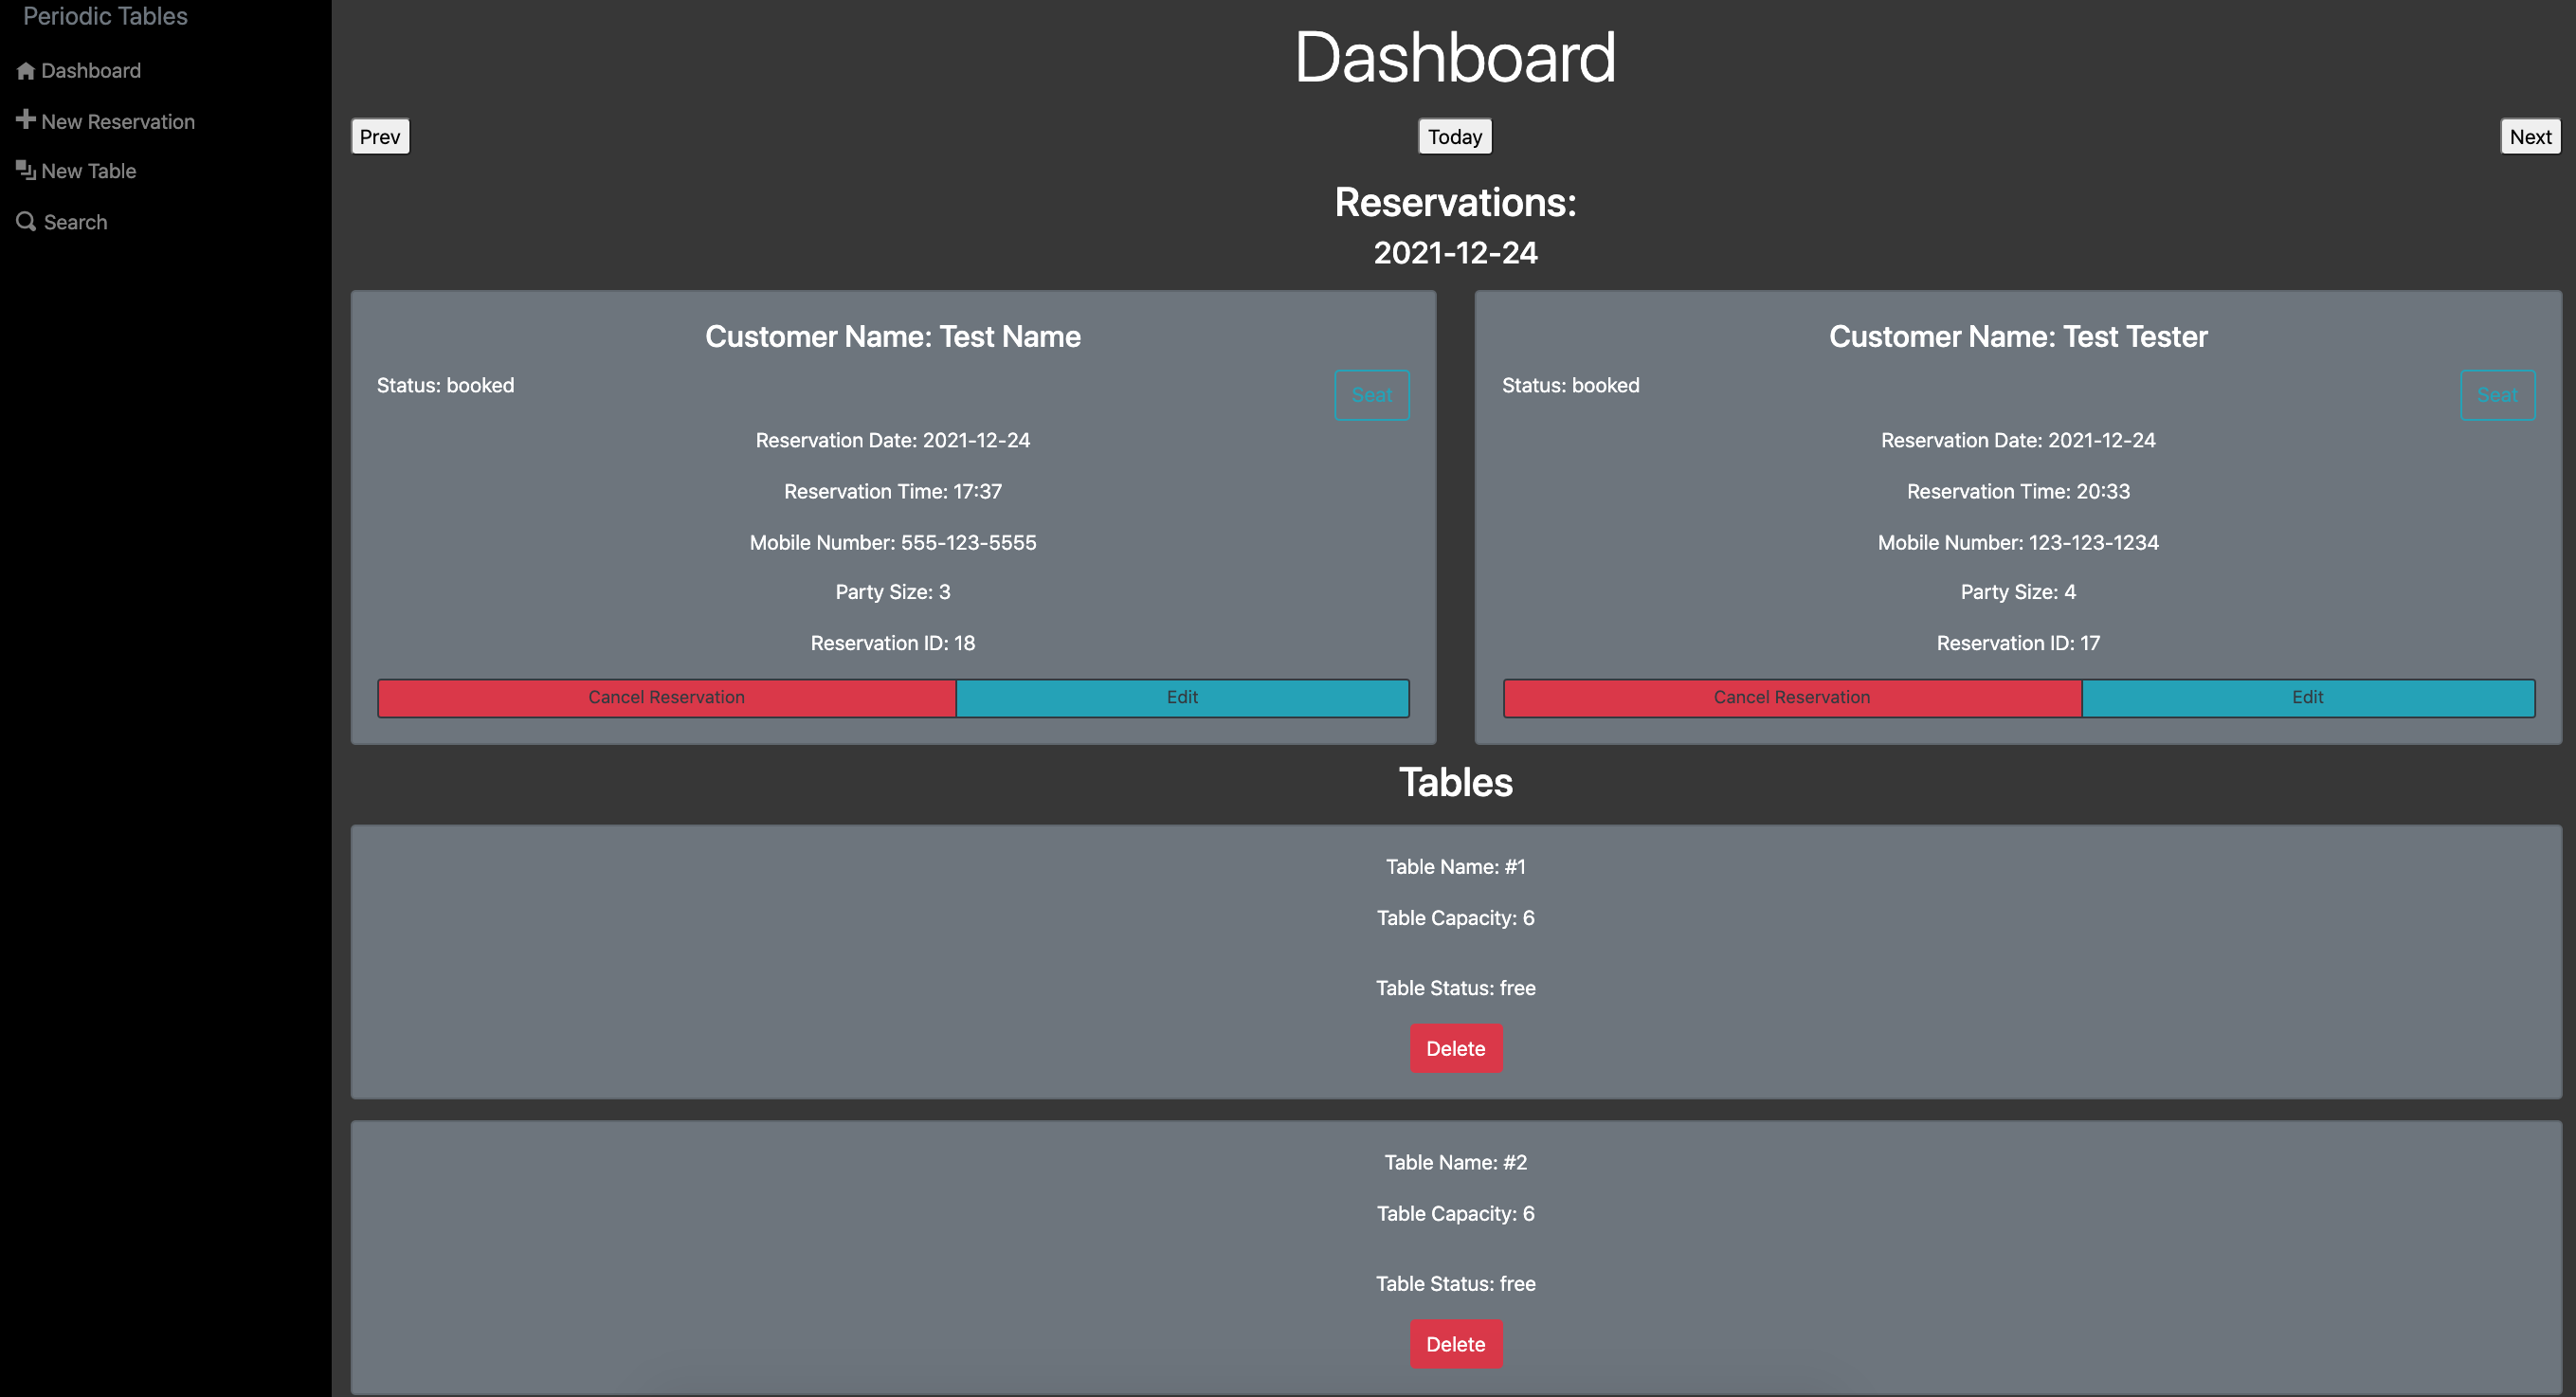 Periodic Tables
Dashboard
New Reservation
New Table
Search
Dashboard
Prev
Today
Next
Reservations:
2021-12-24
Customer Name: Test Name
Status: booked
Seat
Reservation Date: 2021-12-24
Reservation Time: 17:37
Mobile Number: 555-123-5555
Party Size: 3
Reservation ID: 18
Cancel Reservation
Edit
Customer Name: Test Tester
Status: booked
Seat
Reservation Date: 2021-12-24
Reservation Time: 20:33
Mobile Number: 123-123-1234
Party Size: 4
Reservation ID: 17
Cancel Reservation
Edit
Tables
Table Name: #1
Table Capacity: 6
Table Status: free
Delete
Table Name: #2
Table Capacity: 6
Table Status: free
Delete